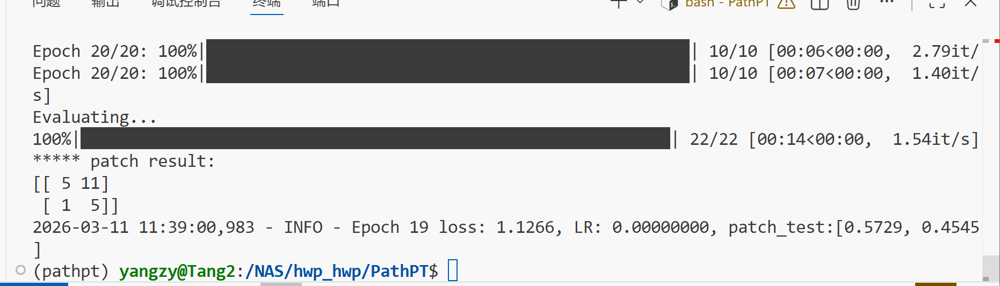 问题 输出 调试控制台 终端 端口 bash - PathPT
Epoch 20/20: 100%| | 10/10 [00:06<00:00, 2.79it/
Epoch 20/20: 100%| | 10/10 [00:07<00:00, 1.40it/
s]
Evaluating...
100%| | 22/22 [00:14<00:00, 1.54it/s]
***** patch result:
[[ 5 11]
 [ 1  5]]
2026-03-11 11:39:00,983 - INFO - Epoch 19 loss: 1.1266, LR: 0.00000000, patch_test:[0.5729, 0.4545
]
(pathpt) yangzy@Tang2:/NAS/hwp_hwp/PathPT$